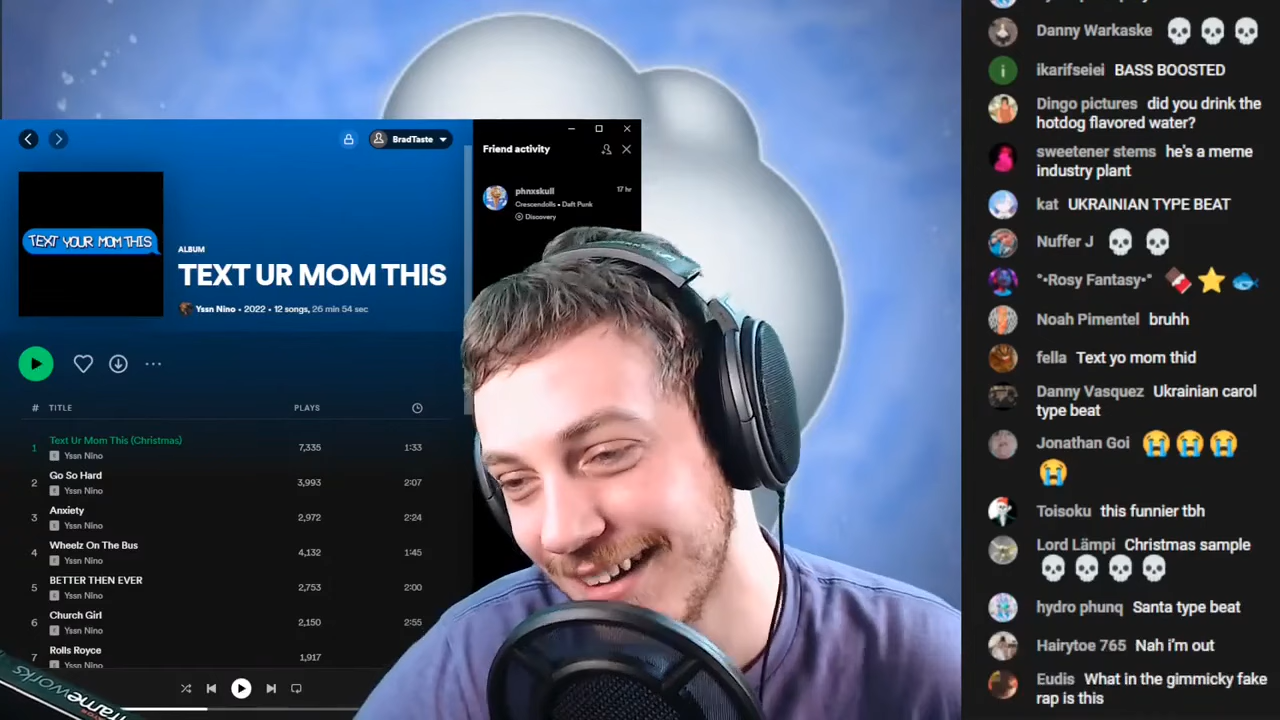 BradTaste
Friend activity
phnxskull
17 hr
Crescendolls • Daft Punk
Discovery
TEXT YOUR MOM THIS
ALBUM
TEXT UR MOM THIS
Yssn Nino • 2022 • 12 songs, 26 min 54 sec
# TITLE PLAYS
1 Text Ur Mom This (Christmas) 7,335 1:33
E Yssn Nino
2 Go So Hard 3,993 2:07
E Yssn Nino
3 Anxiety 2,972 2:24
E Yssn Nino
4 Wheelz On The Bus 4,132 1:45
E Yssn Nino
5 BETTER THEN EVER 2,753 2:00
E Yssn Nino
6 Church Girl 2,150 2:55
E Yssn Nino
7 Rolls Royce 1,917
Yssn Nino
Danny Warkaske 💀 💀 💀
i ikarifseiei BASS BOOSTED
Dingo pictures did you drink the
hotdog flavored water?
sweetener stems he's a meme
industry plant
kat UKRAINIAN TYPE BEAT
Nuffer J 💀 💀
°•Rosy Fantasy•° 🍫 ⭐ 🐟
Noah Pimentel bruhh
fella Text yo mom thid
Danny Vasquez Ukrainian carol
type beat
Jonathan Goi 😭 😭 😭
😭
Toisoku this funnier tbh
Lord Lämpi Christmas sample
💀 💀 💀 💀
hydro phunq Santa type beat
Hairytoe 765 Nah i'm out
Eudis What in the gimmicky fake
rap is this